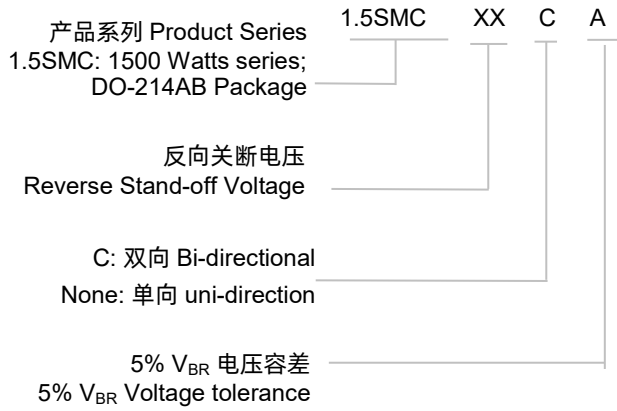 1.5SMC XX C A
产品系列 Product Series
1.5SMC: 1500 Watts series;
DO-214AB Package
反向关断电压
Reverse Stand-off Voltage
C: 双向 Bi-directional
None: 单向 uni-direction
5% VBR 电压容差
5% VBR Voltage tolerance